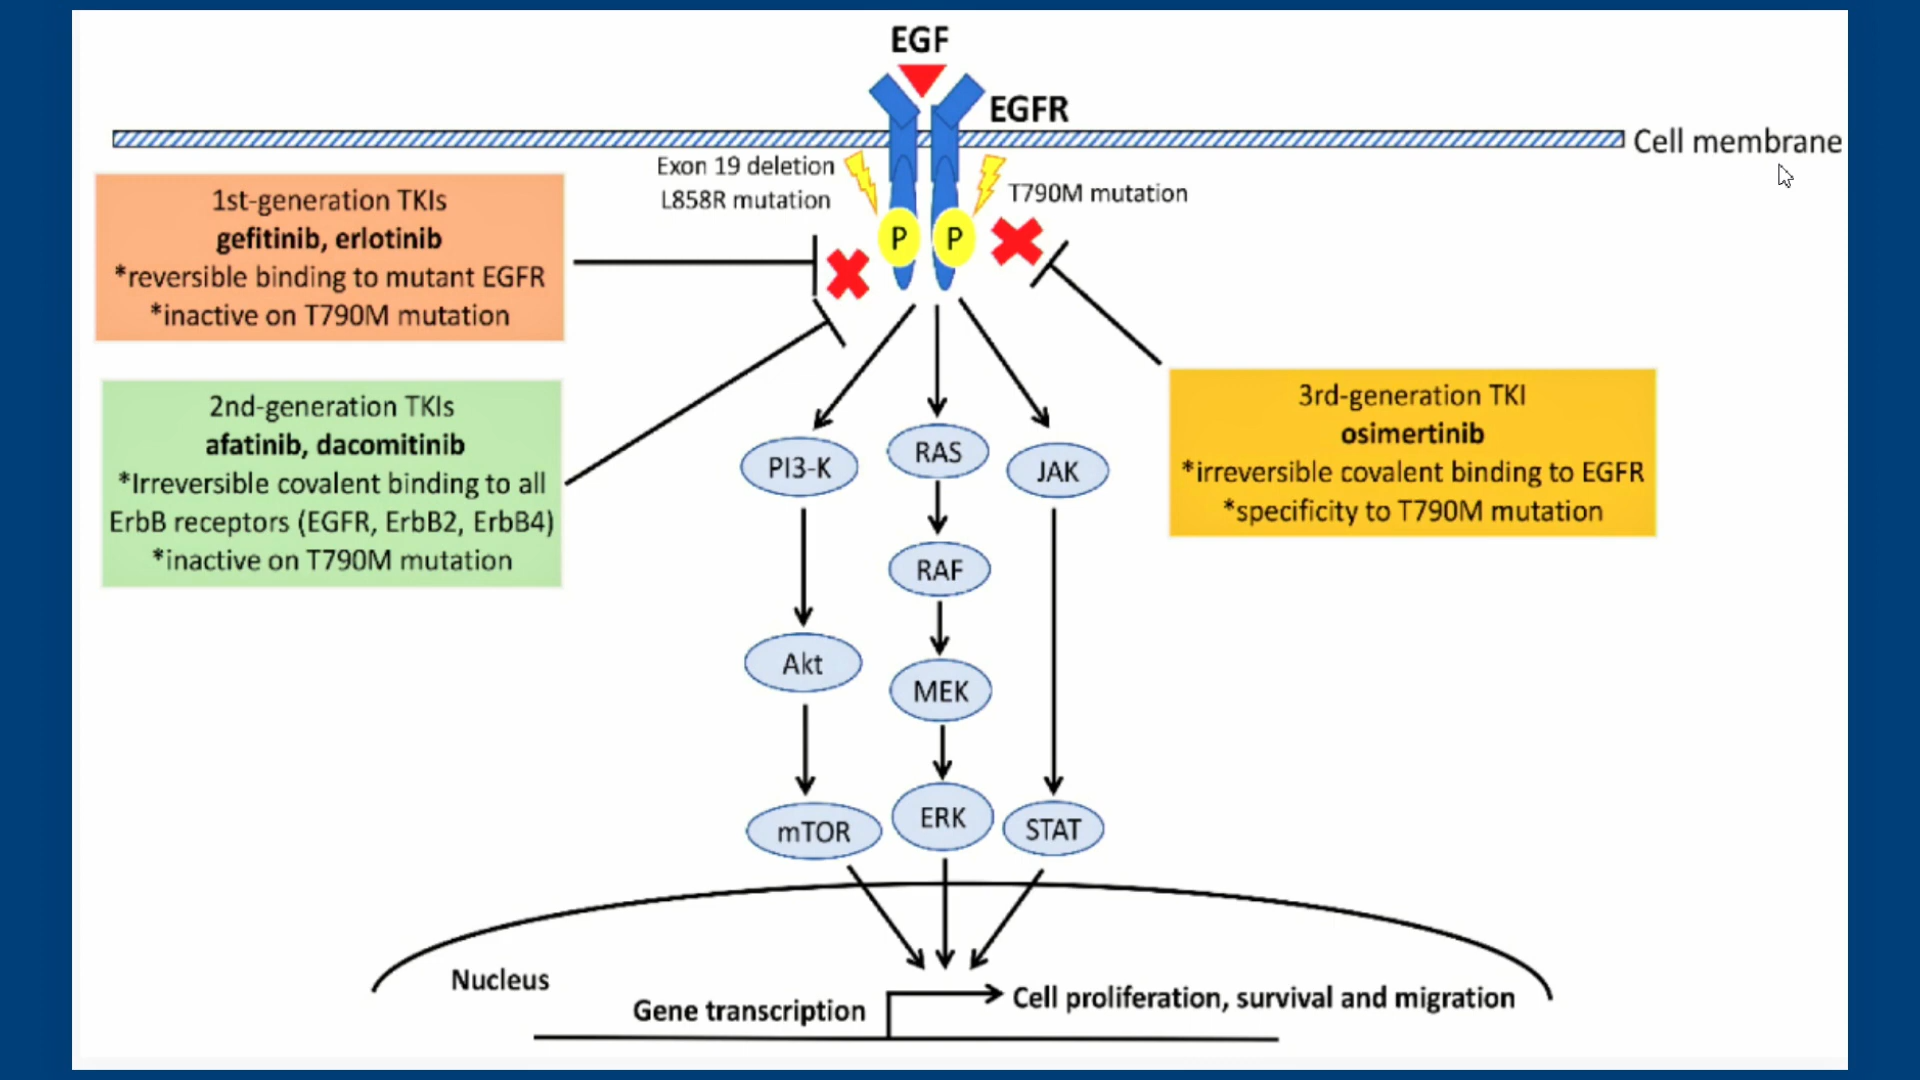 EGF
EGFR
Cell membrane
Exon 19 deletion
L858R mutation
T790M mutation
P
P
1st-generation TKIs
gefitinib, erlotinib
*reversible binding to mutant EGFR
*inactive on T790M mutation
2nd-generation TKIs
afatinib, dacomitinib
*Irreversible covalent binding to all
ErbB receptors (EGFR, ErbB2, ErbB4)
*inactive on T790M mutation
3rd-generation TKI
osimertinib
*irreversible covalent binding to EGFR
*specificity to T790M mutation
PI3-K
RAS
JAK
RAF
Akt
MEK
mTOR
ERK
STAT
Nucleus
Gene transcription
Cell proliferation, survival and migration